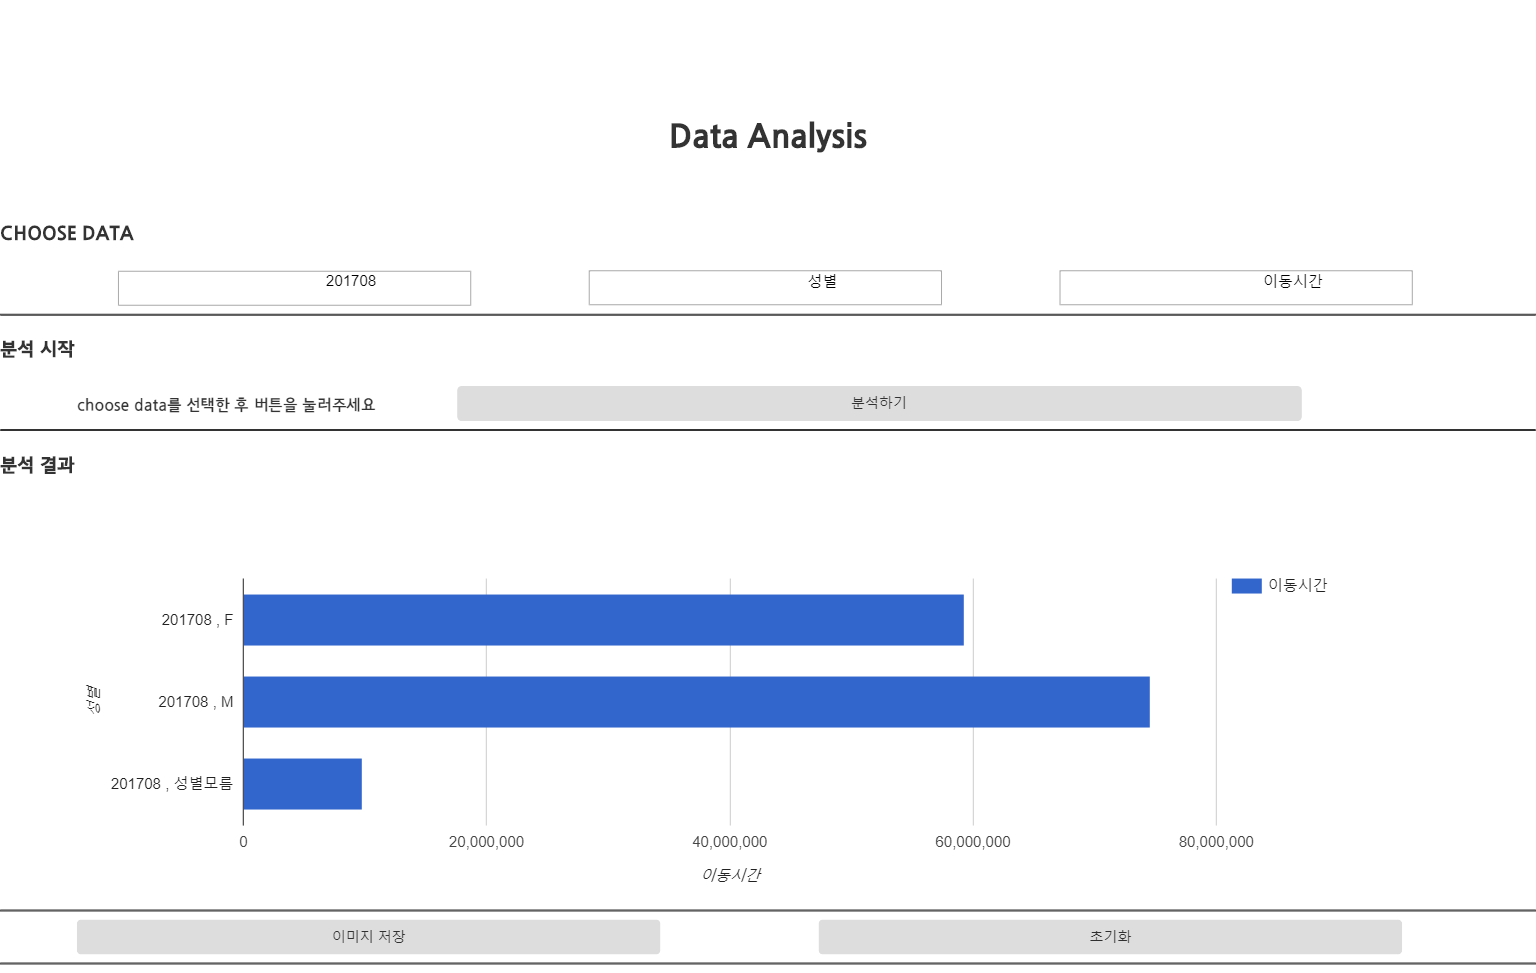 Data Analysis
CHOOSE DATA
201708
성별
이동시간
분석 시작
choose data를 선택한 후 버튼을 눌러주세요
분석하기
분석 결과
이동시간
201708 , F
201708 , M
201708 , 성별모름
성별
0
20,000,000
40,000,000
60,000,000
80,000,000
이동시간
이미지 저장
초기화